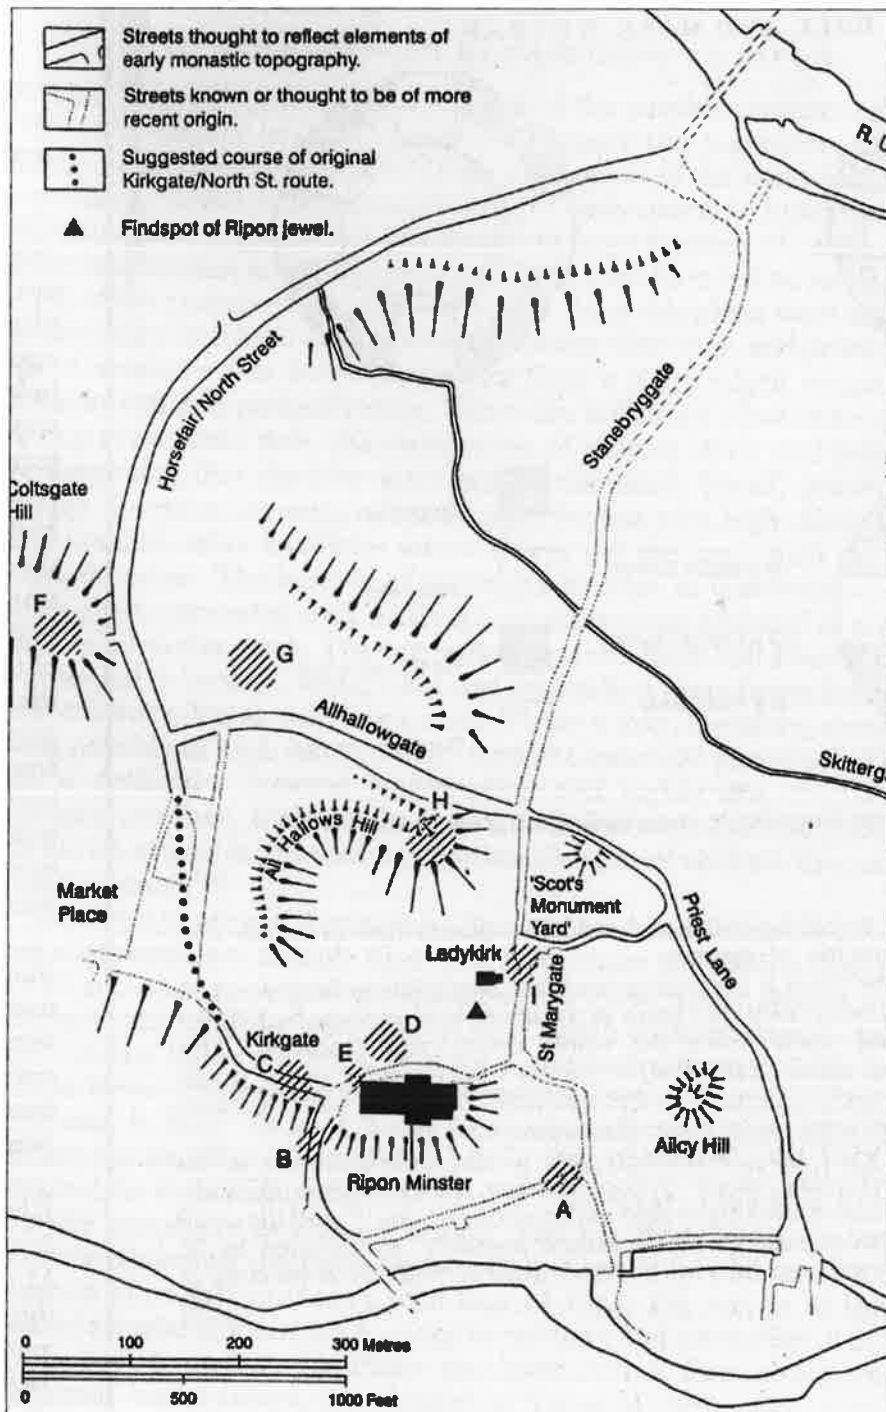 Streets thought to reflect elements of
early monastic topography.
Streets known or thought to be of more
recent origin.
Suggested course of original
Kirkgate/North St. route.
Findspot of Ripon jewel.
R. U
Horsefair/North Street
Stanebryggate
Coltsgate
Hill
F
G
Allhallowgate
Skitterg
H
All Hallows Hill
Market
Place
'Scot's
Monument
Yard'
Priest Lane
Ladykirk
St Marygate
D
Kirkgate
E
C
B
Ripon Minster
A
Ailcy Hill
0 100 200 300 Metres
0 500 1000 Feet